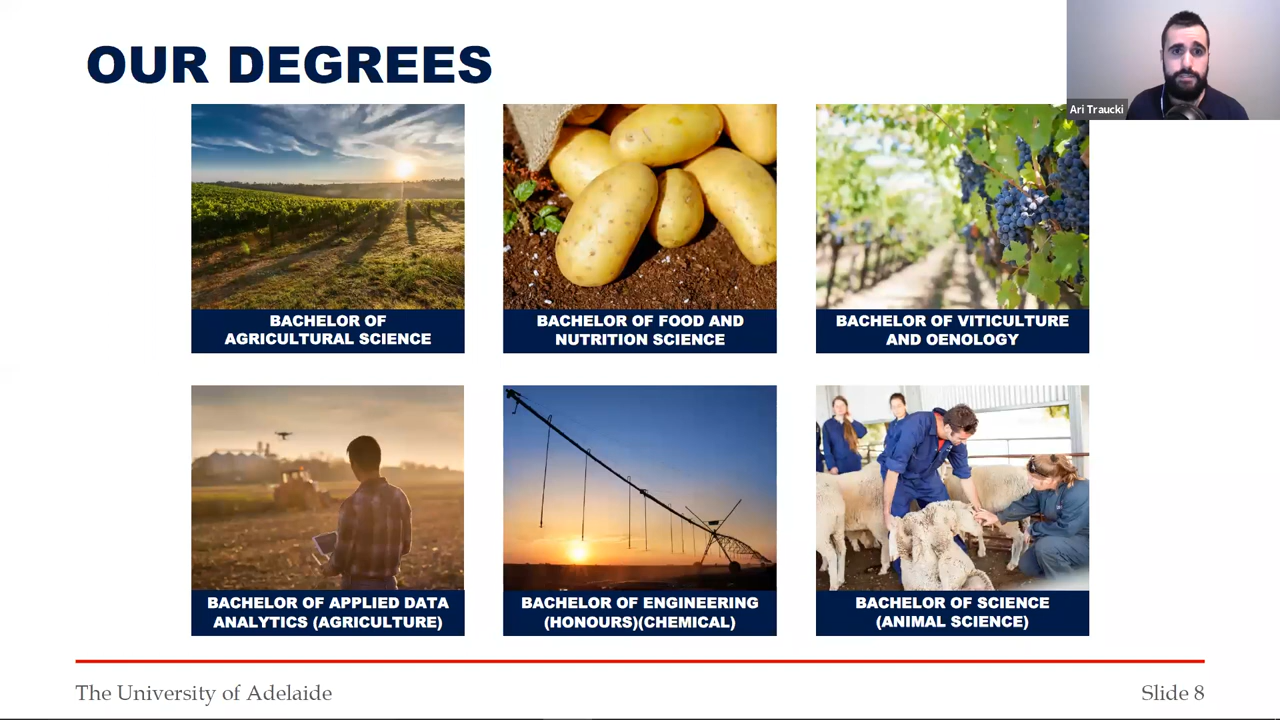 OUR DEGREES
Ari Traucki
BACHELOR OF
AGRICULTURAL SCIENCE
BACHELOR OF FOOD AND
NUTRITION SCIENCE
BACHELOR OF VITICULTURE
AND OENOLOGY
BACHELOR OF APPLIED DATA
ANALYTICS (AGRICULTURE)
BACHELOR OF ENGINEERING
(HONOURS)(CHEMICAL)
BACHELOR OF SCIENCE
(ANIMAL SCIENCE)
The University of Adelaide
Slide 8